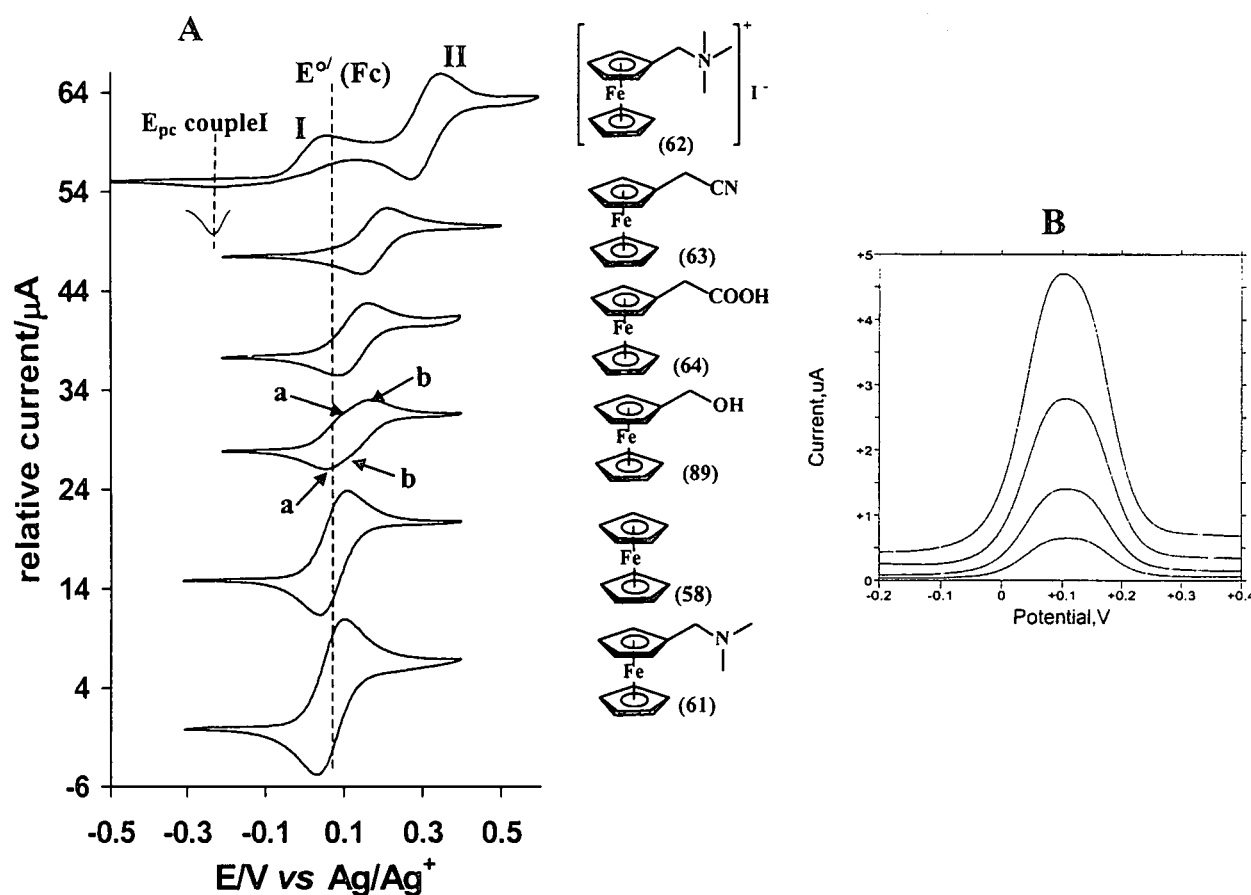 A
E°/ (Fc)
II
I
E_pc coupleI
64
54
44
34
24
14
4
-6
relative current/μA
-0.5
-0.3
-0.1
0.1
0.3
0.5
E/V vs Ag/Ag⁺
a
b
a
b
+
N
Fe
I⁻
(62)
CN
Fe
(63)
COOH
Fe
(64)
OH
Fe
(89)
Fe
(58)
N
Fe
(61)
B
+5
+4
+3
+2
+1
0
Current,uA
-0.2
-0.1
0
+0.1
+0.2
+0.3
+0.4
Potential,V